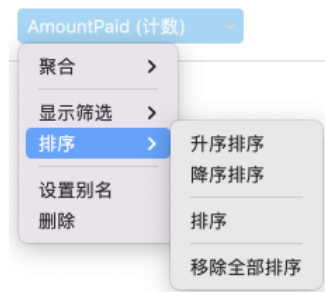 AmountPaid (计数)
聚合
显示筛选
排序
设置别名
删除
升序排序
降序排序
排序
移除全部排序